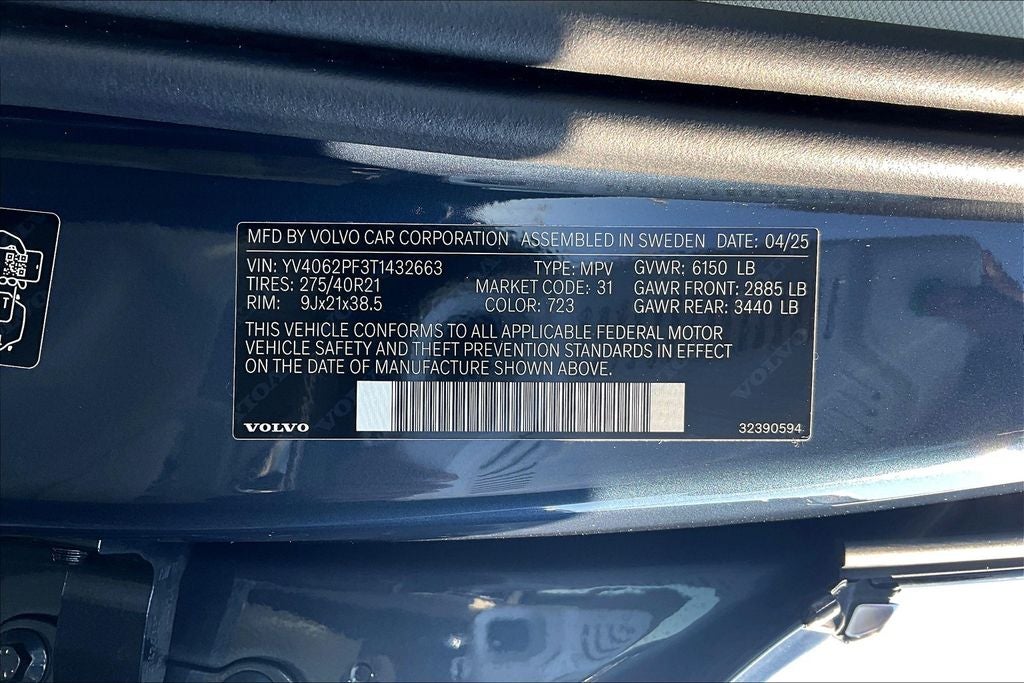 MFD BY VOLVO CAR CORPORATION ASSEMBLED IN SWEDEN DATE: 04/25
VIN: YV4062PF3T1432663 TYPE: MPV GVWR: 6150 LB
TIRES: 275/40R21 MARKET CODE: 31 GAWR FRONT: 2885 LB
RIM: 9Jx21x38.5 COLOR: 723 GAWR REAR: 3440 LB
THIS VEHICLE CONFORMS TO ALL APPLICABLE FEDERAL MOTOR
VEHICLE SAFETY AND THEFT PREVENTION STANDARDS IN EFFECT
ON THE DATE OF MANUFACTURE SHOWN ABOVE.
VOLVO 32390594